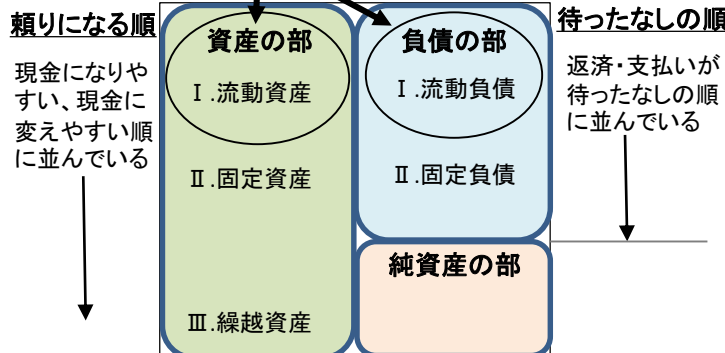 頼りになる順
現金になりや
すい、現金に
変えやすい順
に並んでいる
資産の部
Ⅰ.流動資産
Ⅱ.固定資産
Ⅲ.繰越資産
負債の部
Ⅰ.流動負債
Ⅱ.固定負債
純資産の部
待ったなしの順
返済・支払いが
待ったなしの順
に並んでいる